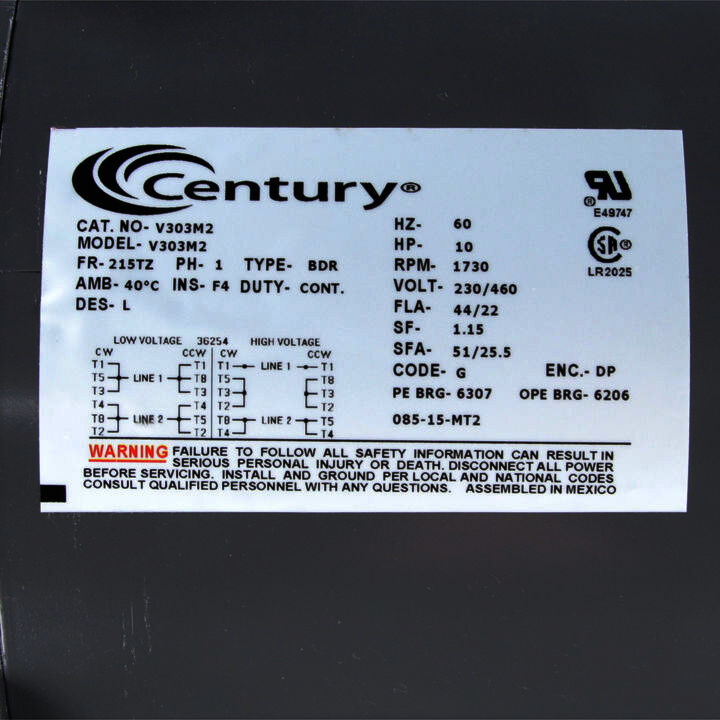 Century®
CAT. NO- V303M2
MODEL- V303M2
FR- 215TZ PH- 1 TYPE- BDR
AMB- 40°C INS- F4 DUTY- CONT.
DES- L
HZ- 60
HP- 10
RPM- 1730
VOLT- 230/460
FLA- 44/22
SF- 1.15
SFA- 51/25.5
CODE- G ENC.- DP
PE BRG- 6307 OPE BRG- 6206
085-15-MT2
RU®
E49747
SA®
LR2025
LOW VOLTAGE 36254 HIGH VOLTAGE
CW CCW CW CCW
T1 T1 T1 LINE 1 T1
T5 LINE 1 T8 T5 T8
T3 T3 T3 T3
T4 T4 T2 T2
T8 LINE 2 T5 T8 LINE 2 T5
T2 T2 T4 T4
WARNING FAILURE TO FOLLOW ALL SAFETY INFORMATION CAN RESULT IN
SERIOUS PERSONAL INJURY OR DEATH. DISCONNECT ALL POWER
BEFORE SERVICING. INSTALL AND GROUND PER LOCAL AND NATIONAL CODES
CONSULT QUALIFIED PERSONNEL WITH ANY QUESTIONS. ASSEMBLED IN MEXICO